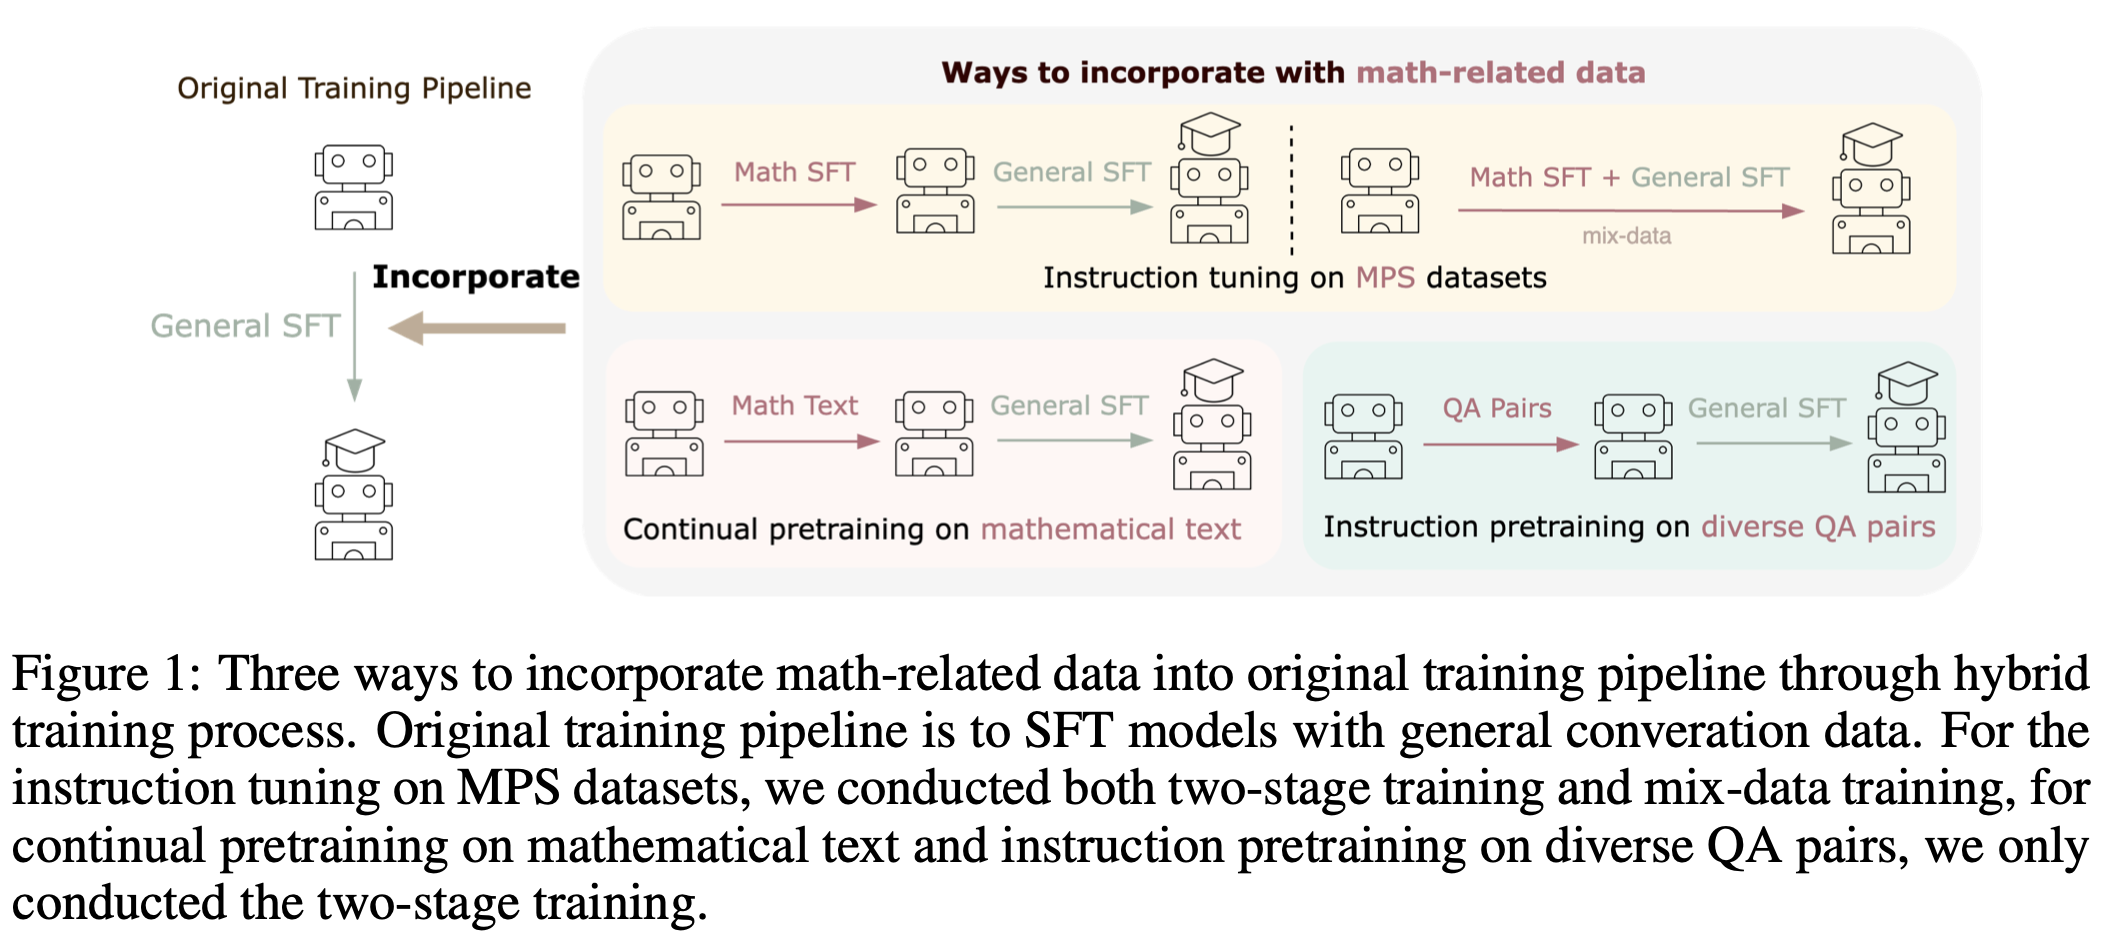 Original Training Pipeline
General SFT
Incorporate
Ways to incorporate with math-related data
Math SFT
General SFT
Math SFT + General SFT
mix-data
Instruction tuning on MPS datasets
Math Text
General SFT
Continual pretraining on mathematical text
QA Pairs
General SFT
Instruction pretraining on diverse QA pairs
Figure 1: Three ways to incorporate math-related data into original training pipeline through hybrid
training process. Original training pipeline is to SFT models with general converation data. For the
instruction tuning on MPS datasets, we conducted both two-stage training and mix-data training, for
continual pretraining on mathematical text and instruction pretraining on diverse QA pairs, we only
conducted the two-stage training.